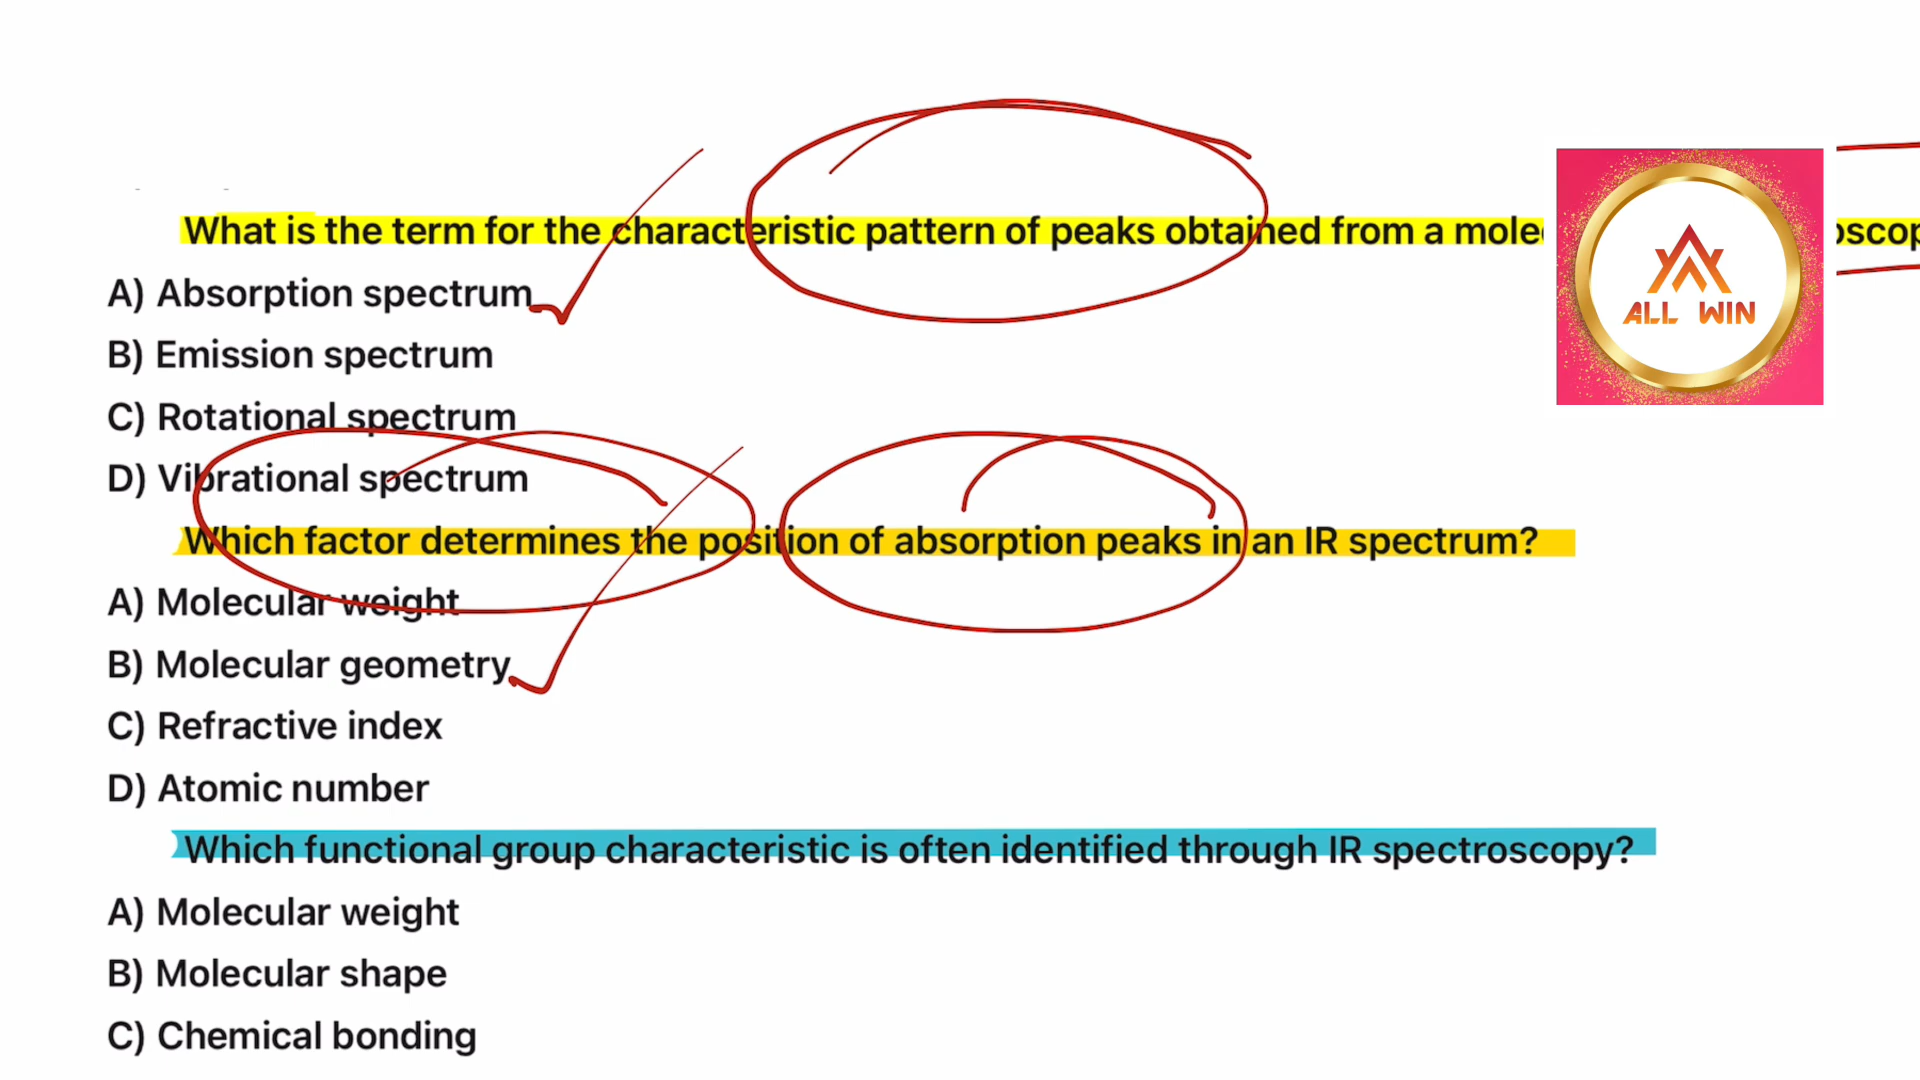 What is the term for the characteristic pattern of peaks obtained from a
A) Absorption spectrum
B) Emission spectrum
C) Rotational spectrum
D) Vibrational spectrum
Which factor determines the position of absorption peaks in an IR spectrum?
A) Molecular weight
B) Molecular geometry
C) Refractive index
D) Atomic number
Which functional group characteristic is often identified through IR spectroscopy?
A) Molecular weight
B) Molecular shape
C) Chemical bonding
ALL WIN